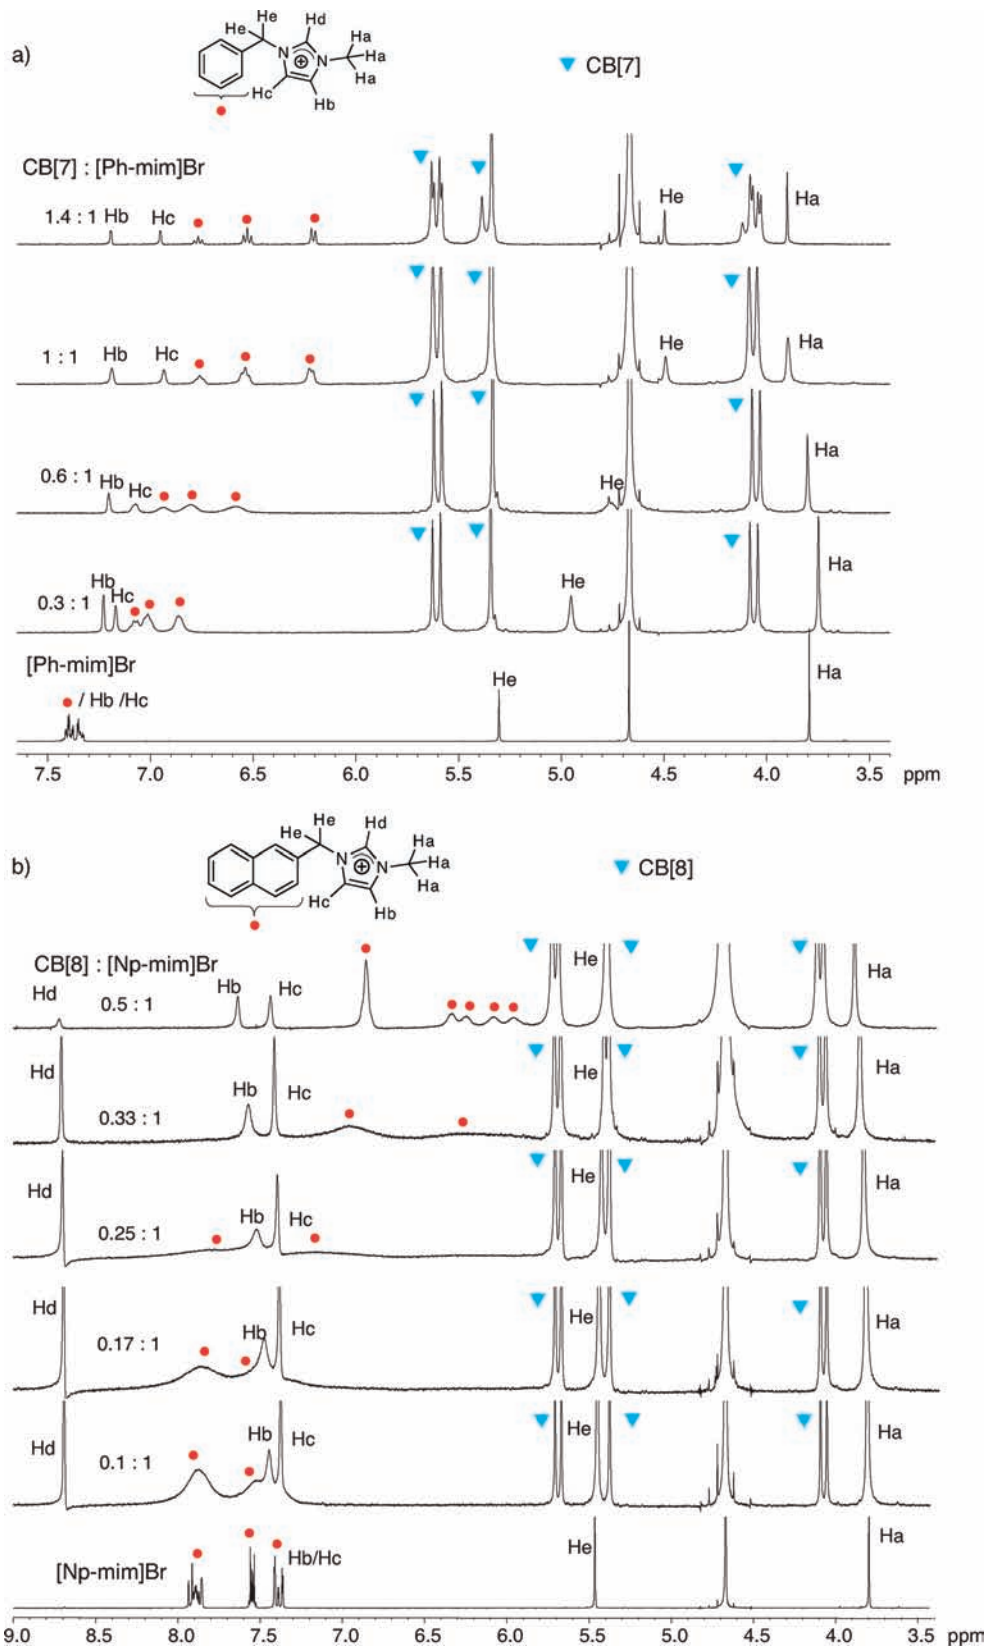 a)
He
He
Hd
N
N
Ha
Ha
Ha
Hc
Hb
CB[7]
CB[7] : [Ph-mim]Br
1.4 : 1 Hb Hc He Ha
1 : 1 Hb Hc He Ha
0.6 : 1 Hb Hc He Ha
0.3 : 1 Hb Hc He Ha
[Ph-mim]Br
/ Hb /Hc He Ha
7.5 7.0 6.5 6.0 5.5 5.0 4.5 4.0 3.5 ppm
b)
He
He
Hd
N
N
Ha
Ha
Ha
Hc
Hb
CB[8]
CB[8] : [Np-mim]Br
Hd 0.5 : 1 Hb Hc He Ha
Hd 0.33 : 1 Hb Hc He Ha
Hd 0.25 : 1 Hb Hc He Ha
Hd 0.17 : 1 Hb Hc He Ha
Hd 0.1 : 1 Hb Hc He Ha
[Np-mim]Br Hb/Hc He Ha
9.0 8.5 8.0 7.5 7.0 6.5 6.0 5.5 5.0 4.5 4.0 3.5 ppm